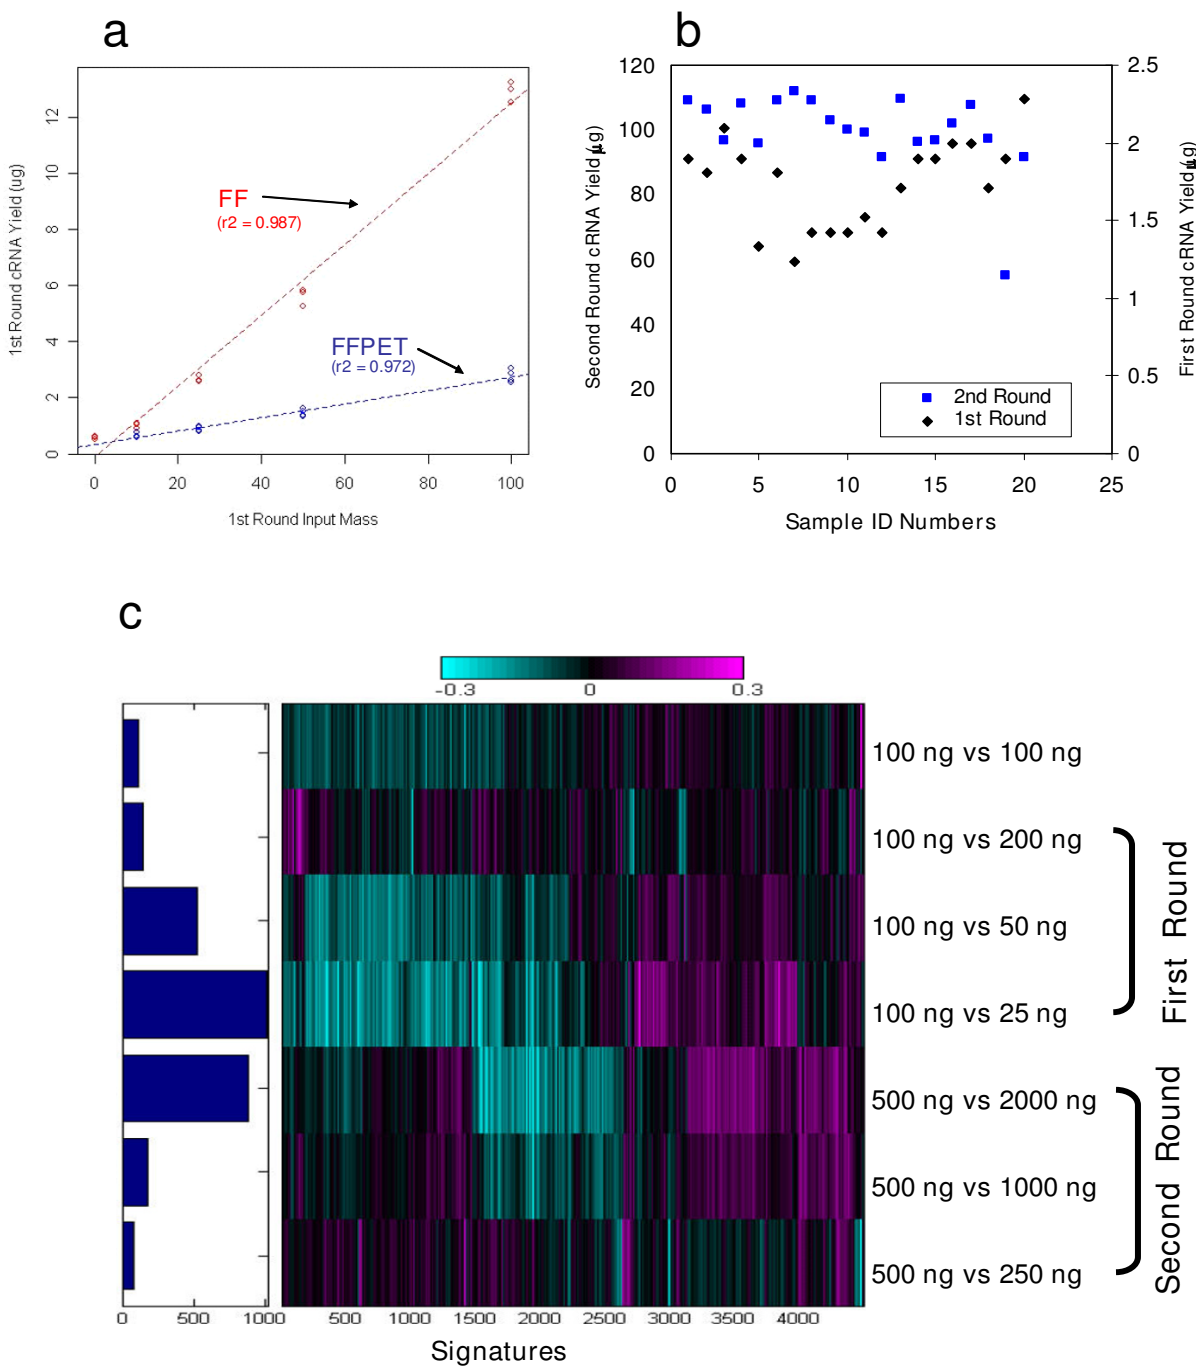 a
1st Round cRNA Yield (ug)
12
10
8
6
4
2
0
FF
(r2 = 0.987)
FFPET
(r2 = 0.972)
0 20 40 60 80 100
1st Round Input Mass
b
Second Round cRNA Yield (µg)
120
100
80
60
40
20
0
2.5
2
1.5
1
0.5
0
First Round cRNA Yield (µg)
2nd Round
1st Round
0 5 10 15 20 25
Sample ID Numbers
c
-0.3 0 0.3
100 ng vs 100 ng
100 ng vs 200 ng
100 ng vs 50 ng
100 ng vs 25 ng
500 ng vs 2000 ng
500 ng vs 1000 ng
500 ng vs 250 ng
First Round
Second Round
0 500 1000
500 1000 1500 2000 2500 3000 3500 4000
Signatures